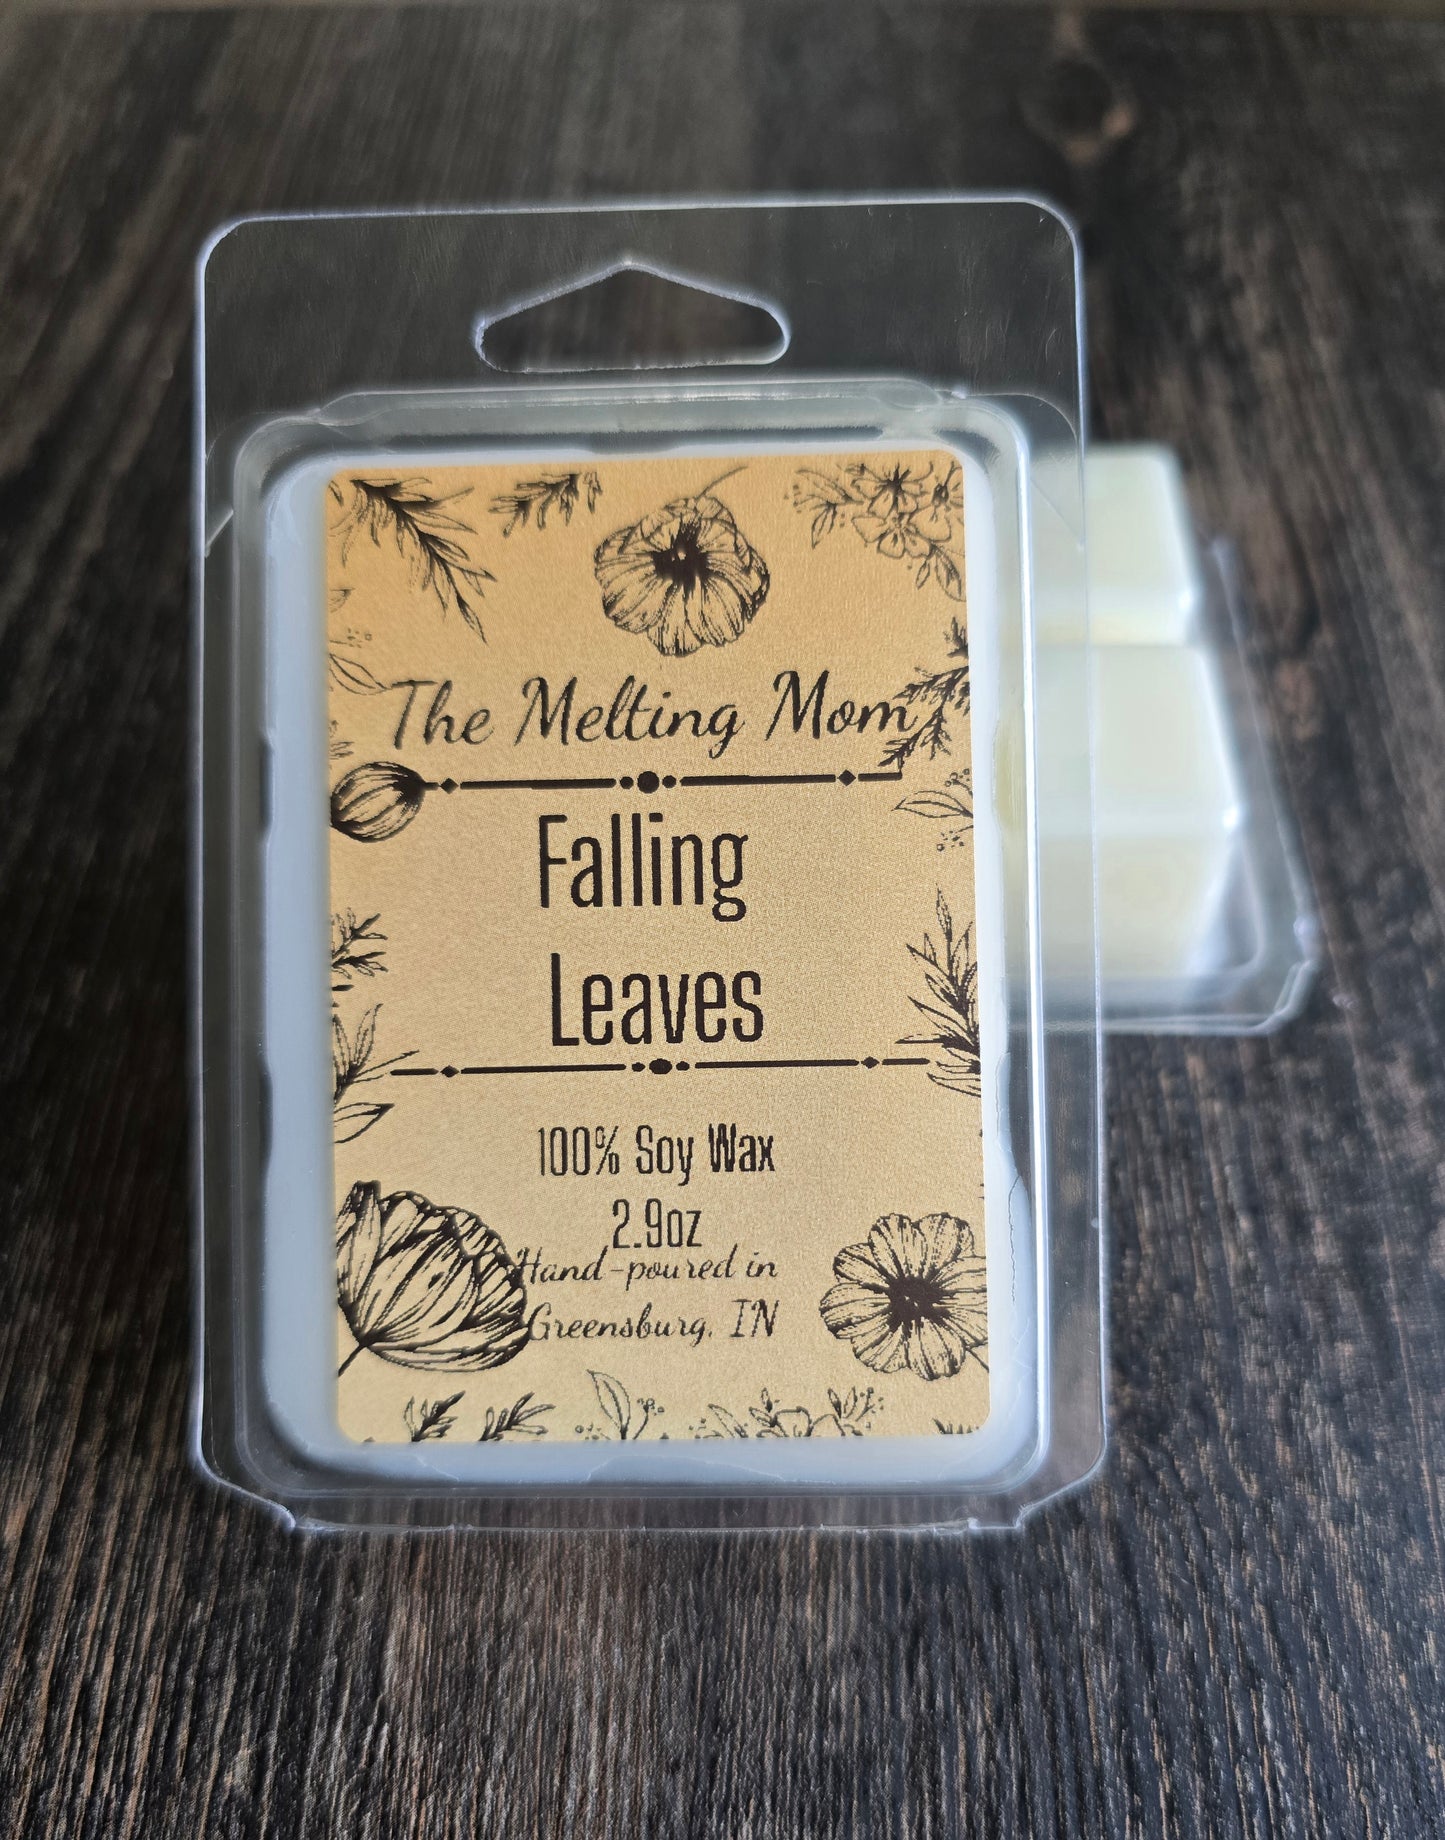 The Melting Mom
Falling
Leaves
100% Soy Wax
2.9oz
Hand-poured in
Greensburg, IN